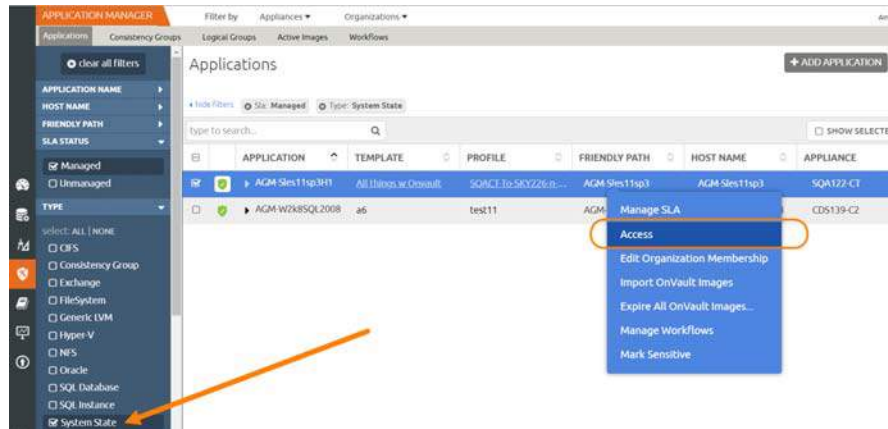 APPLICATION MANAGER
Filter by Appliances Organizations
Applications Consistency Groups Logical Groups Active Images Workflows
clear all filters
Applications
+ ADD APPLICATION
APPLICATION NAME
HOST NAME
hide filters Sla: Managed Type: System State
FRIENDLY PATH
type to search...
SLA STATUS
Managed
Unmanaged
APPLICATION TEMPLATE PROFILE FRIENDLY PATH HOST NAME APPLIANCE
AGM-Sles11sp3H1 All things w Onvault SQACT-To-SKY226-n-... AGM-Sles11sp3 AGM-Sles11sp3 SQA122-CT
AGM-W2k8SQL2008 a6 test11 AGM- CDS139-C2
TYPE
select: ALL | NONE
CIFS
Consistency Group
Exchange
FileSystem
Generic LVM
Hyper-V
NFS
Oracle
SQL Database
SQL Instance
System State
Manage SLA
Access
Edit Organization Membership
Import OnVault Images
Expire All OnVault Images...
Manage Workflows
Mark Sensitive